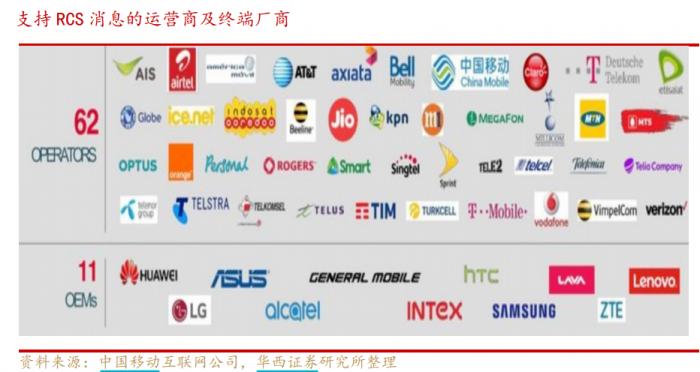 支持 RCS 消息的运营商及终端厂商
AIS airtel américa móvil AT&T axiata Bell Mobility 中国移动 China Mobile Claro Deutsche Telekom etisalat
62 OPERATORS
Globe ice.net indosat ooredoo Beeline Jio kpn m MEGAFON MILLICOM MTN MTS
OPTUS orange Personal ROGERS Smart Singtel Sprint TELE2 telcel Telefónica Telia Company
telenor group TELSTRA TELKOMSEL TELUS TIM TURKCELL T··Mobile· vodafone VimpelCom verizon
11 OEMs
HUAWEI ASUS GENERAL MOBILE hTC LAVA Lenovo
LG alcatel INTEX SAMSUNG ZTE
资料来源：中国移动互联网公司，华西证券研究所整理